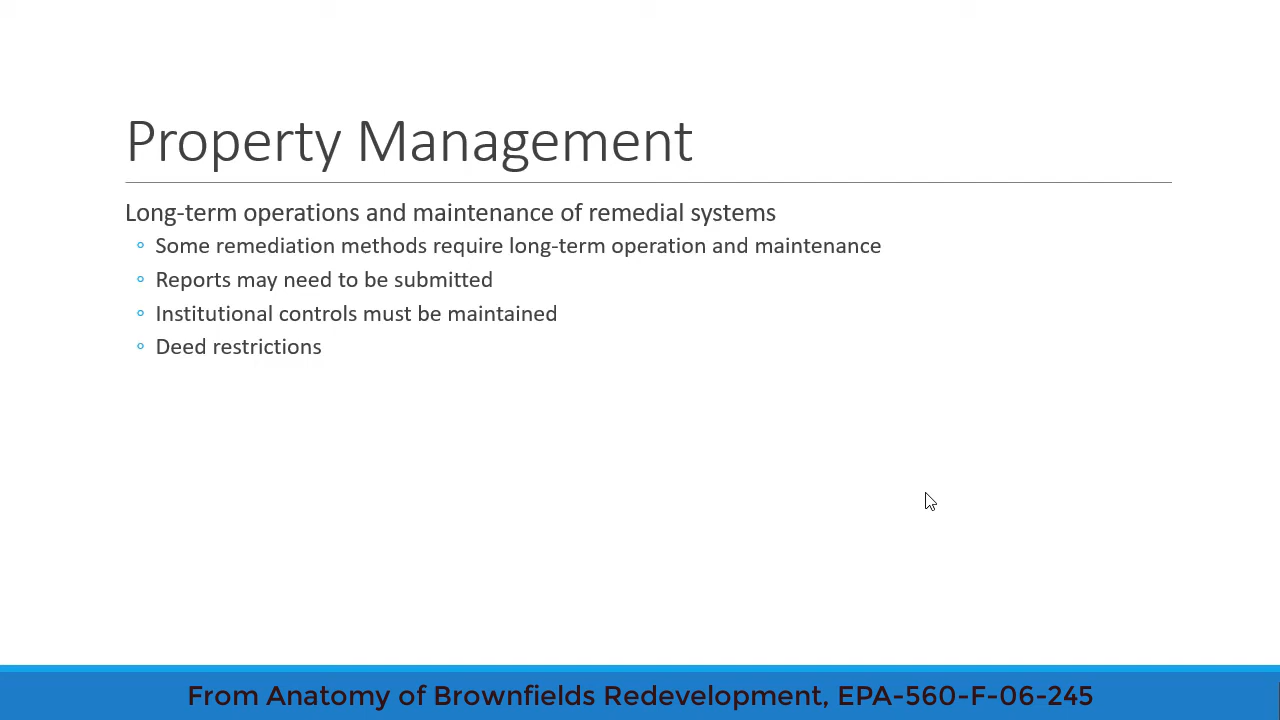 Property Management
Long-term operations and maintenance of remedial systems
Some remediation methods require long-term operation and maintenance
Reports may need to be submitted
Institutional controls must be maintained
Deed restrictions
From Anatomy of Brownfields Redevelopment, EPA-560-F-06-245